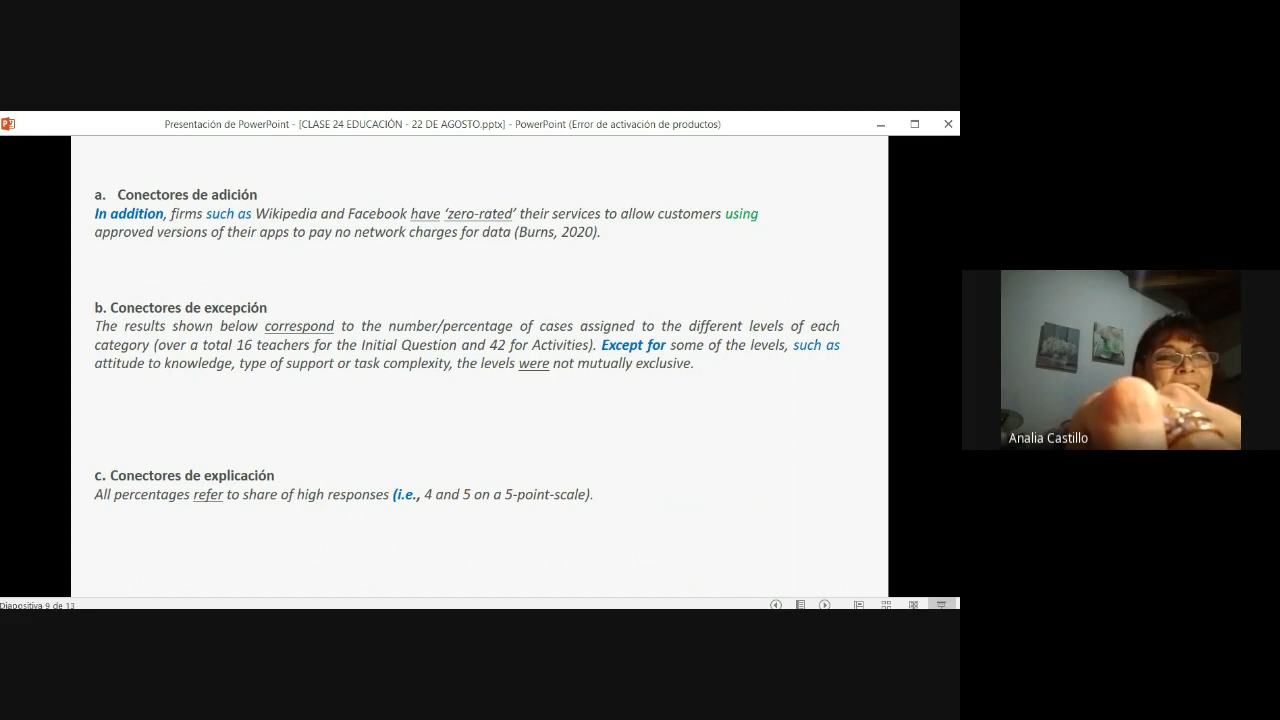 Presentación de PowerPoint - [CLASE 24 EDUCACIÓN - 22 DE AGOSTO.pptx] - PowerPoint (Error de activación de productos)
a. Conectores de adición
In addition, firms such as Wikipedia and Facebook have ‘zero-rated’ their services to allow customers using
approved versions of their apps to pay no network charges for data (Burns, 2020).
b. Conectores de excepción
The results shown below correspond to the number/percentage of cases assigned to the different levels of each
category (over a total 16 teachers for the Initial Question and 42 for Activities). Except for some of the levels, such as
attitude to knowledge, type of support or task complexity, the levels were not mutually exclusive.
c. Conectores de explicación
All percentages refer to share of high responses (i.e., 4 and 5 on a 5-point-scale).
Analia Castillo
Diapositiva 9 de 13